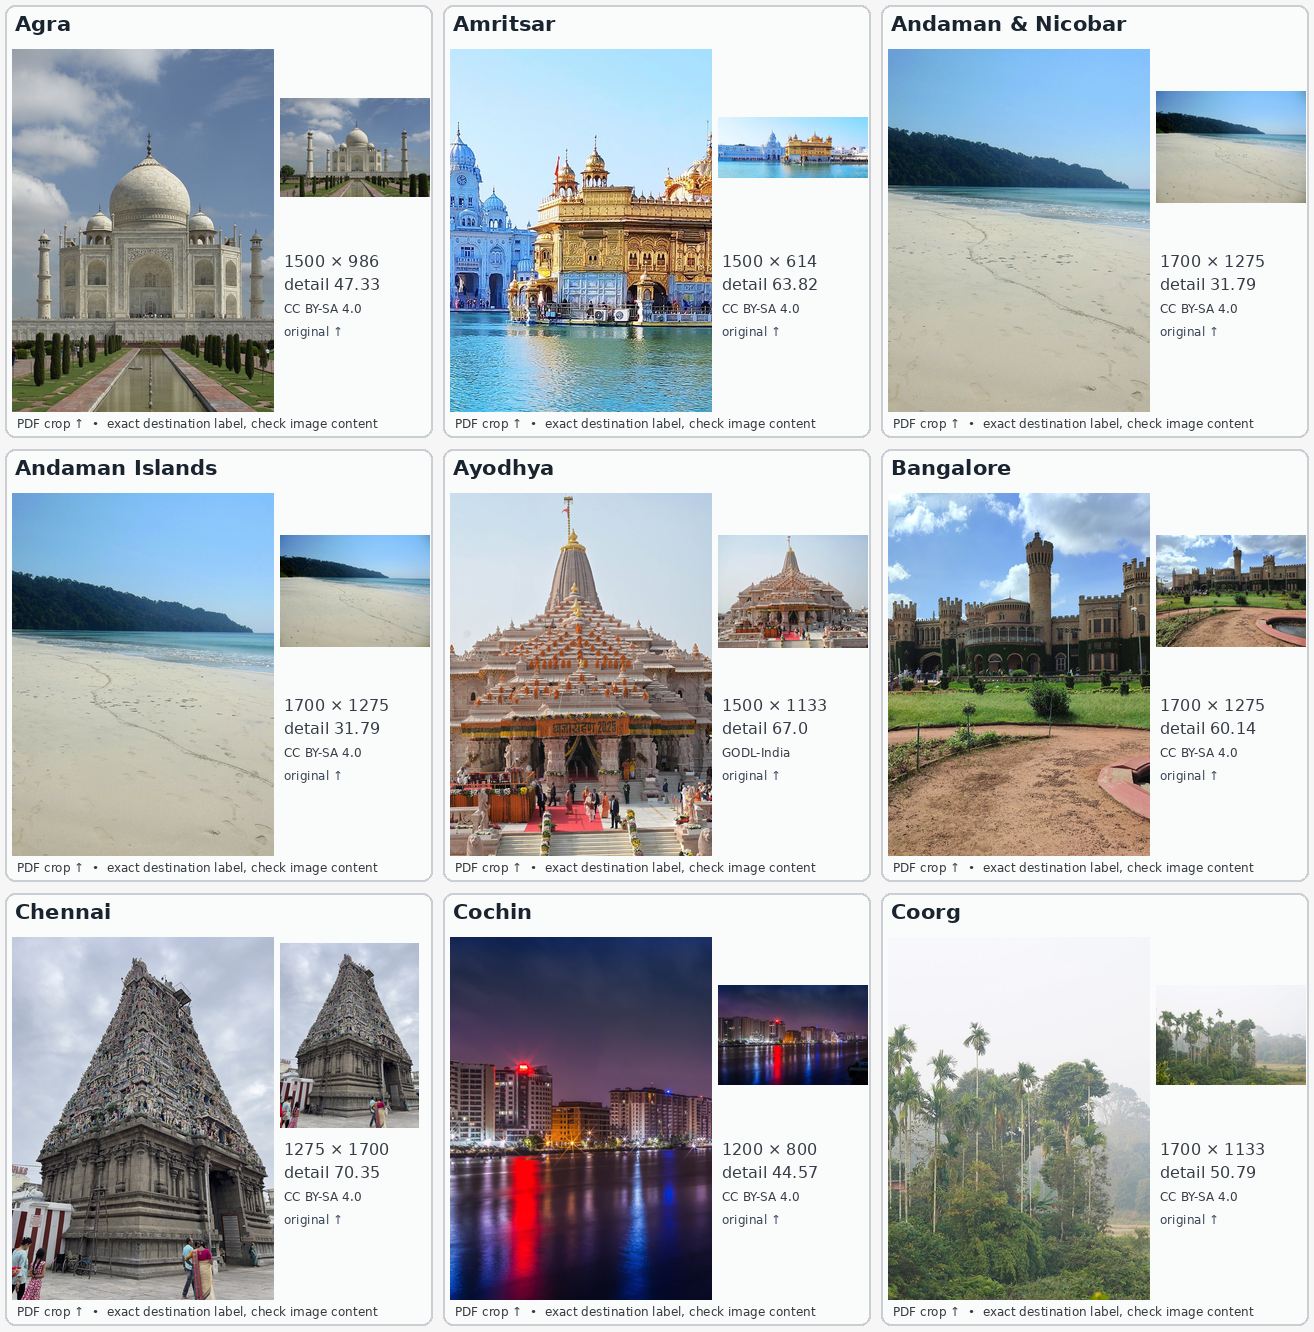 Agra
1500 × 986
detail 47.33
CC BY-SA 4.0
original ↑
PDF crop ↑ • exact destination label, check image content
Amritsar
1500 × 614
detail 63.82
CC BY-SA 4.0
original ↑
PDF crop ↑ • exact destination label, check image content
Andaman & Nicobar
1700 × 1275
detail 31.79
CC BY-SA 4.0
original ↑
PDF crop ↑ • exact destination label, check image content
Andaman Islands
1700 × 1275
detail 31.79
CC BY-SA 4.0
original ↑
PDF crop ↑ • exact destination label, check image content
Ayodhya
1500 × 1133
detail 67.0
GODL-India
original ↑
PDF crop ↑ • exact destination label, check image content
Bangalore
1700 × 1275
detail 60.14
CC BY-SA 4.0
original ↑
PDF crop ↑ • exact destination label, check image content
Chennai
1275 × 1700
detail 70.35
CC BY-SA 4.0
original ↑
PDF crop ↑ • exact destination label, check image content
Cochin
1200 × 800
detail 44.57
CC BY-SA 4.0
original ↑
PDF crop ↑ • exact destination label, check image content
Coorg
1700 × 1133
detail 50.79
CC BY-SA 4.0
original ↑
PDF crop ↑ • exact destination label, check image content